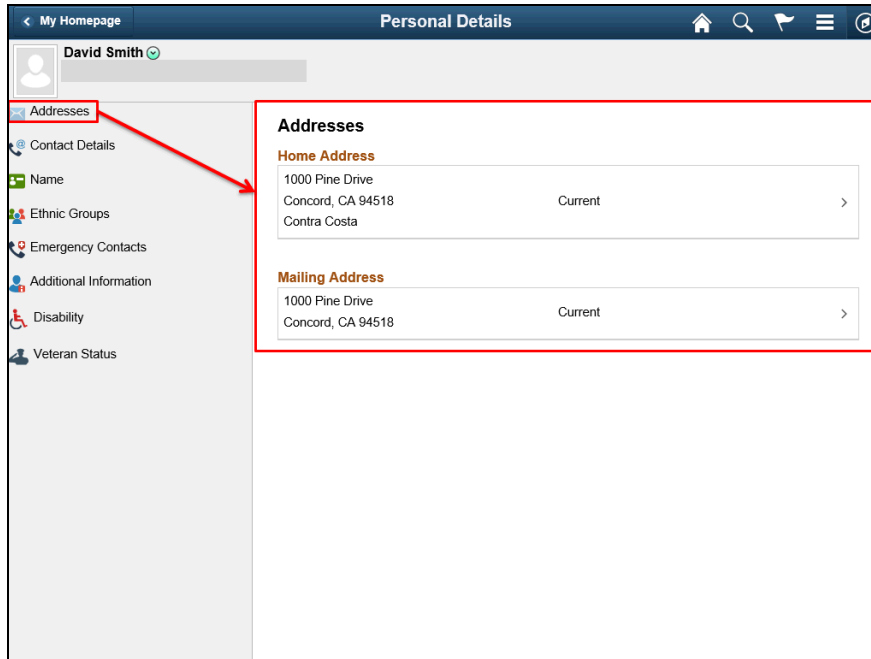 My Homepage
Personal Details
David Smith
Addresses
Contact Details
Name
Ethnic Groups
Emergency Contacts
Additional Information
Disability
Veteran Status
Addresses
Home Address
1000 Pine Drive
Concord, CA 94518 Current
Contra Costa
Mailing Address
1000 Pine Drive
Concord, CA 94518 Current